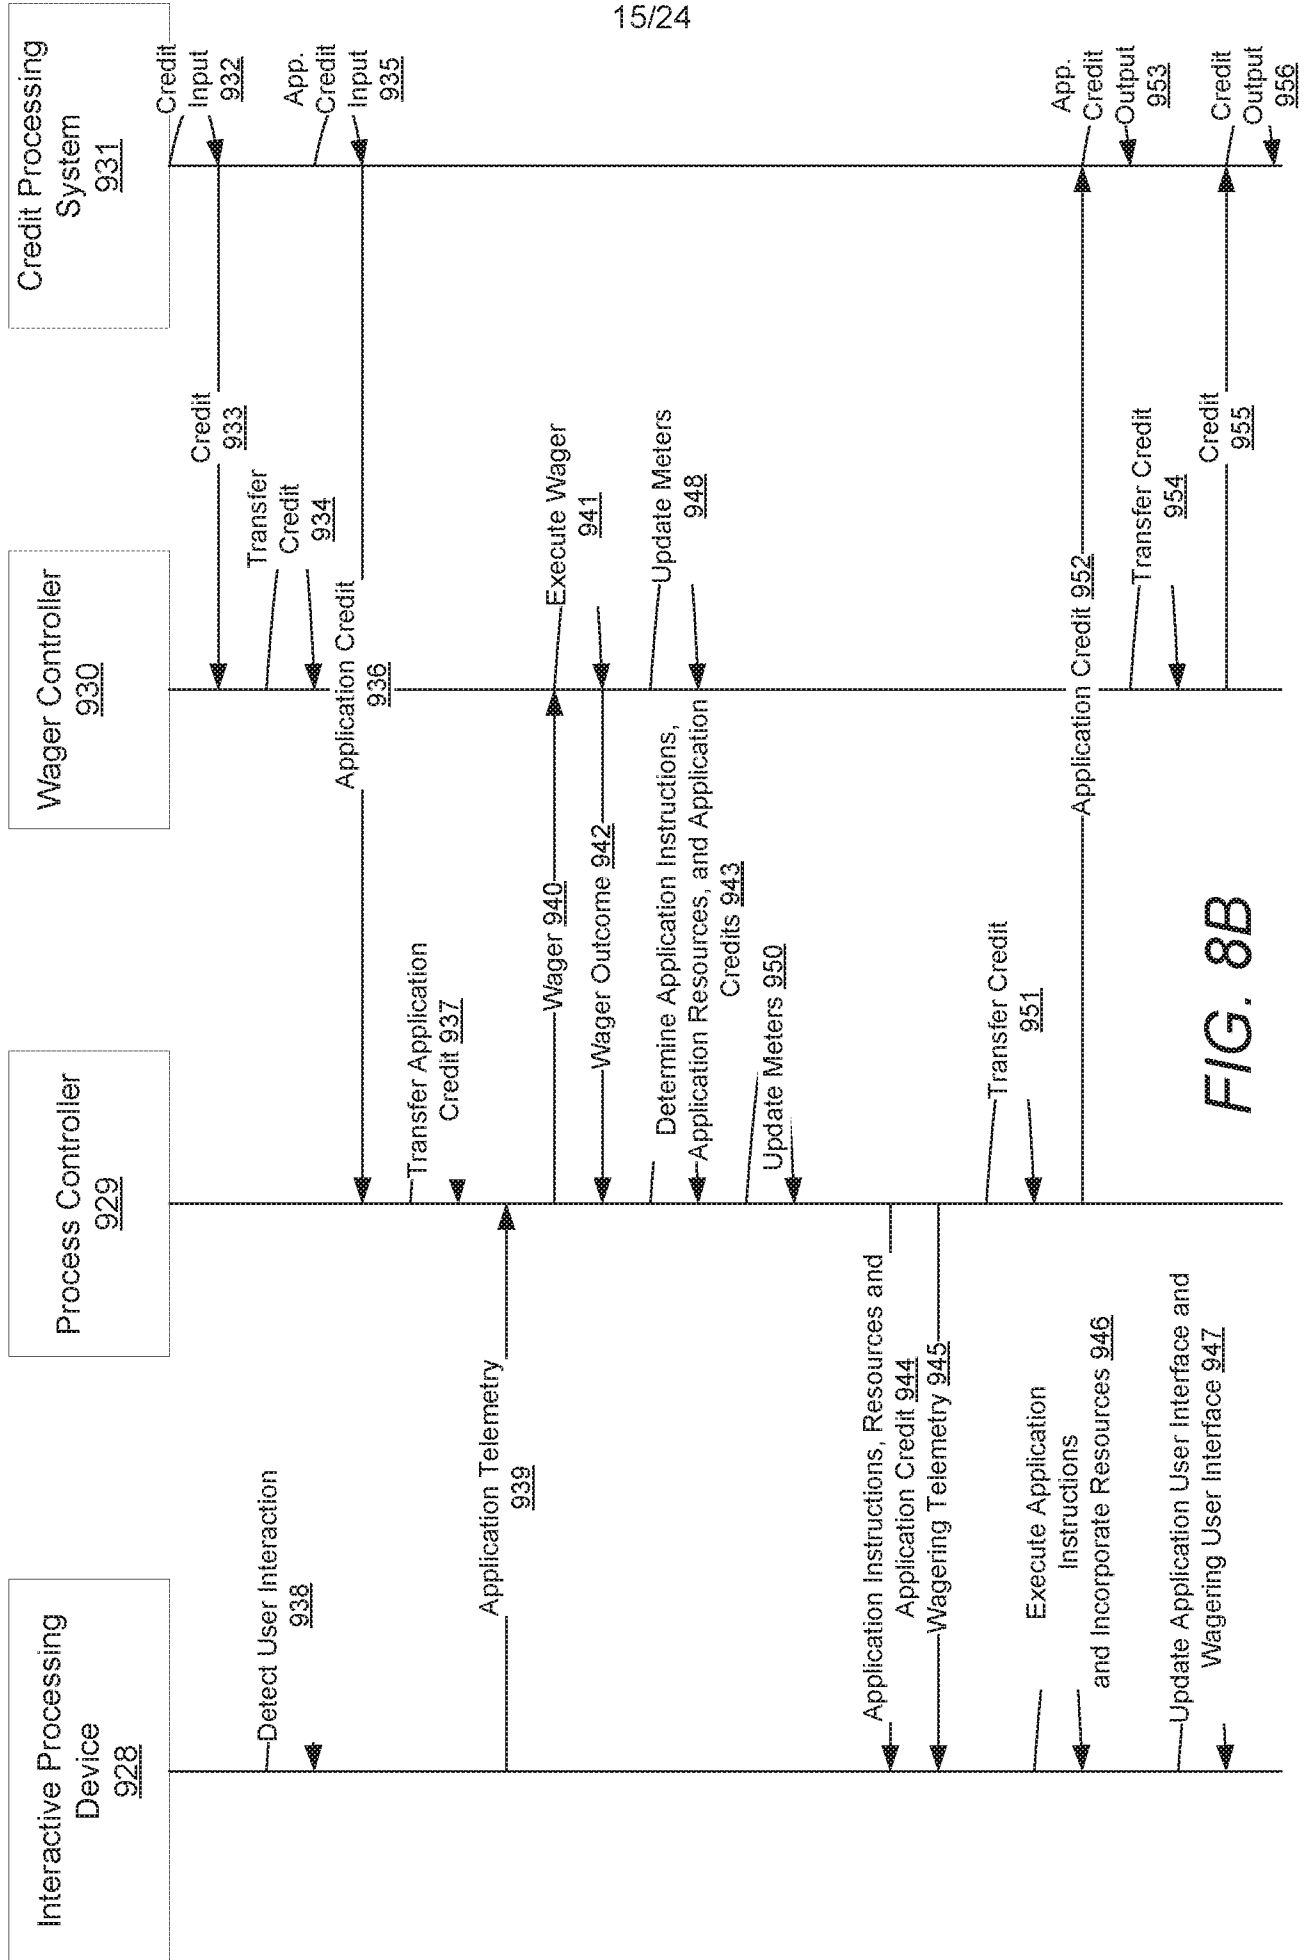 15/24
Interactive Processing
Device
928
Process Controller
929
Wager Controller
930
Credit Processing
System
931
Credit
Input
932
Credit
933
Transfer
Credit
934
App.
Credit
Input
935
Application Credit
936
Transfer Application
Credit 937
Detect User Interaction
938
Application Telemetry
939
Wager 940
Execute Wager
941
Wager Outcome 942
Determine Application Instructions,
Application Resources, and Application
Credits 943
Update Meters
948
Update Meters 950
Application Instructions, Resources and
Application Credit 944
Wagering Telemetry 945
Execute Application
Instructions
and Incorporate Resources 946
Update Application User Interface and
Wagering User Interface 947
Transfer Credit
951
Application Credit 952
App.
Credit
Output
953
Transfer Credit
954
Credit
955
Credit
Output
956
FIG. 8B